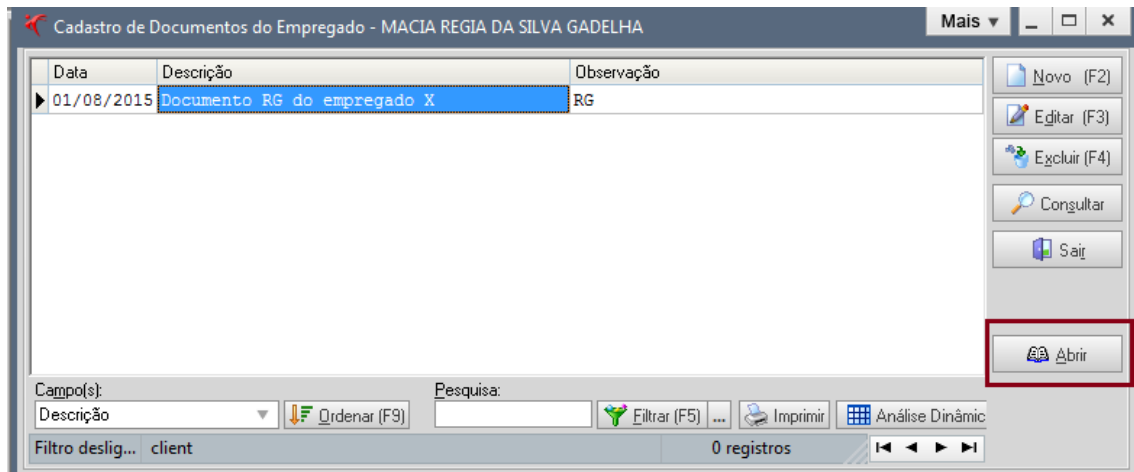 Cadastro de Documentos do Empregado - MACIA REGIA DA SILVA GADELHA Mais
Data Descrição Observação
01/08/2015 Documento RG do empregado X RG
Novo (F2)
Editar (F3)
Excluir (F4)
Consultar
Sair
Abrir
Campo(s): Pesquisa:
Descrição Ordenar (F9) Filtrar (F5) ... Imprimir Análise Dinâmic
Filtro deslig... client 0 registros